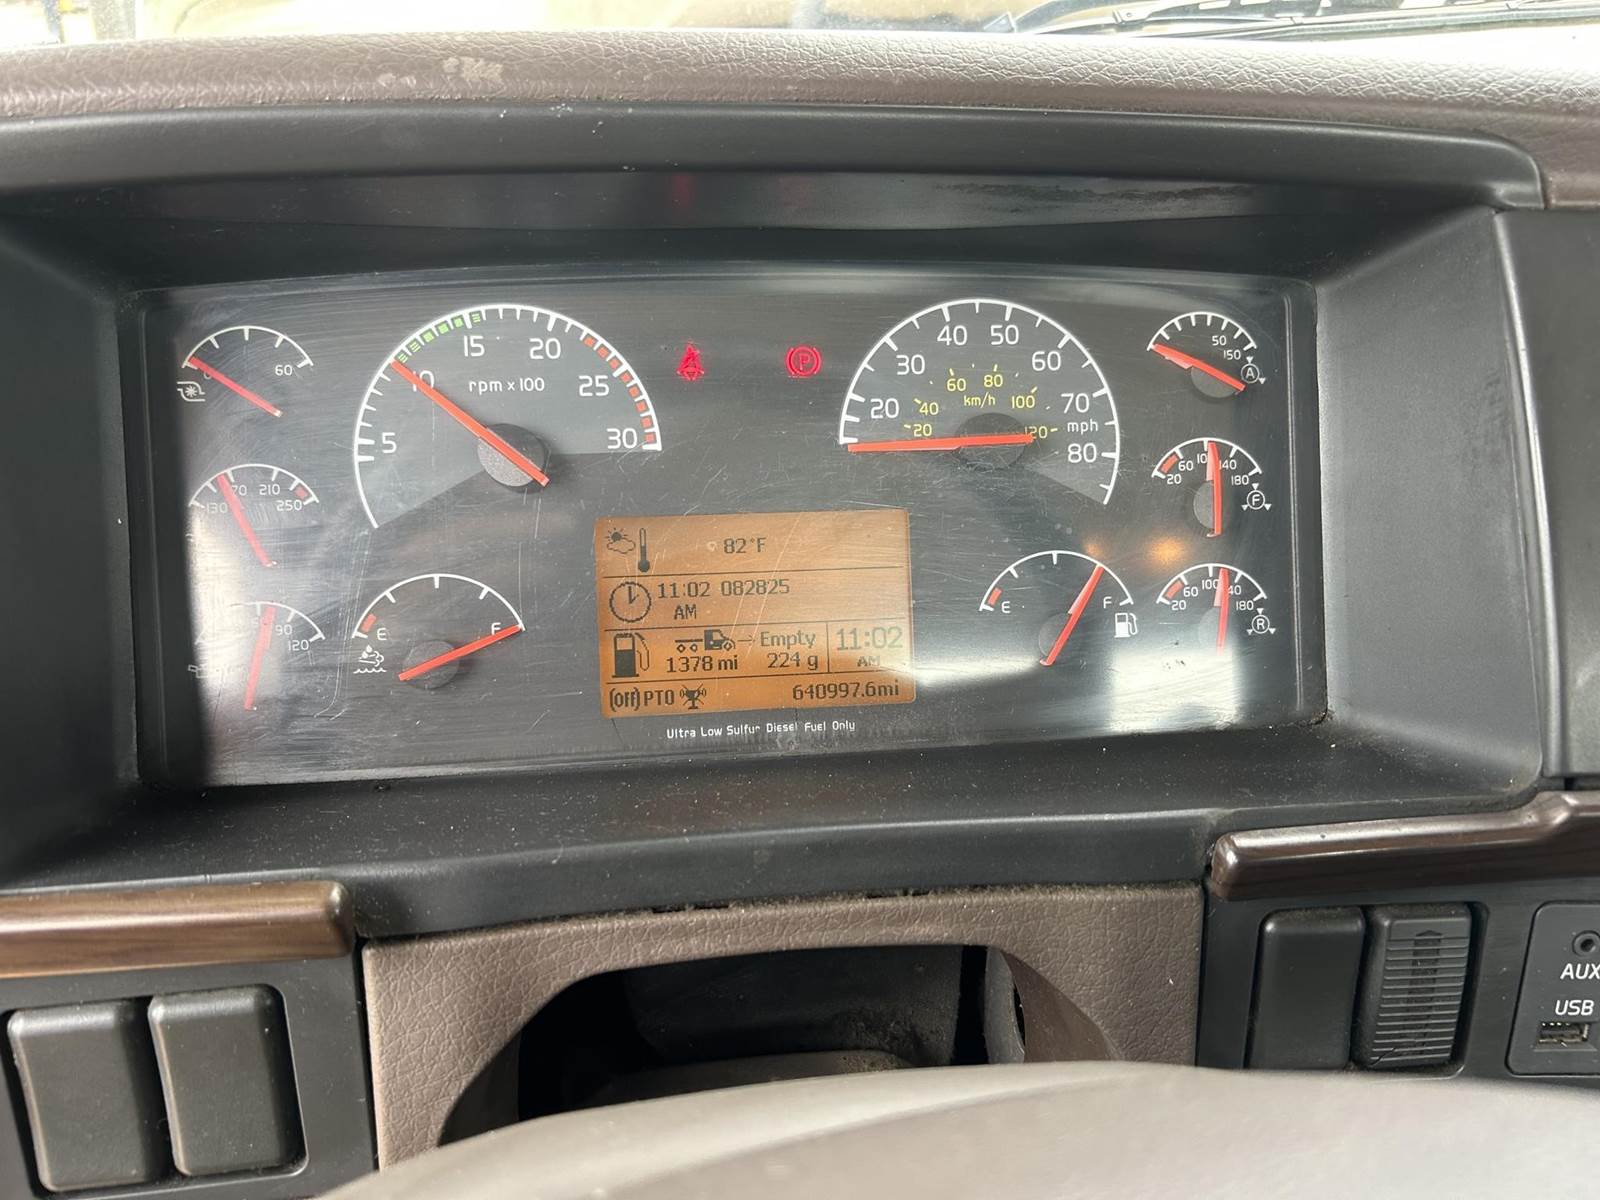 60
5
10
15
20
25
30
rpm x 100
20
30
40
50
60
70
80
mph
20
40
60
80
100
120
km/h
50
150
A
130
210
250
20
60
140
180
F
90
120
20
60
100
180
R
E
F
E
F
82°F
11:02 082825
AM
Empty
1378 mi
224 g
11:02
AM
(Off) PTO
640997.6mi
Ultra Low Sulfur Diesel Fuel Only
P
AUX
USB